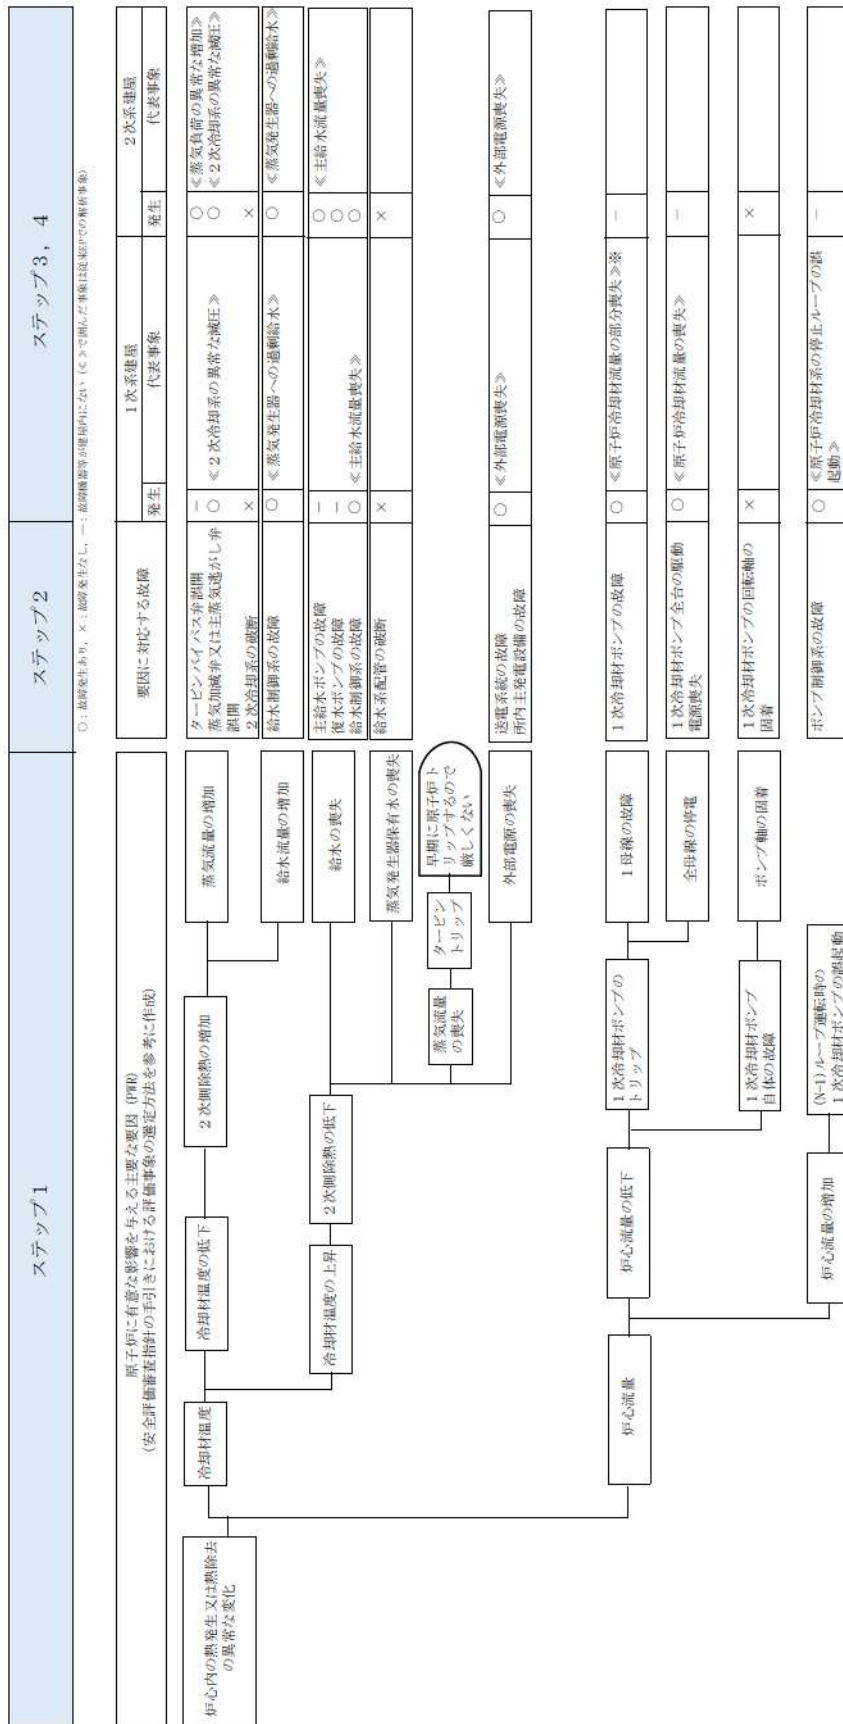 ステップ1
ステップ2
ステップ3，4
○：故障発生あり，×：故障発生なし，－：故障機器等が建屋内にない（≪≫で囲んだ事象は従来EPでの解析事象）
原子炉に有意な影響を与える主要な要因（PWR）
（安全評価審査指針の手引きにおける評価事象の選定方法を参考に作成）
要因に対応する故障
1次系建屋
2次系建屋
発生
代表事象
発生
代表事象
炉心内の熱発生又は熱除去
の異常な変化
冷却材温度
冷却材温度の低下
2次側除熱の増加
蒸気流量の増加
タービンバイパス弁誤開
蒸気加減弁又は主蒸気逃がし弁
誤開
2次冷却系の破断
－
○
×
≪2次冷却系の異常な減圧≫
○
○
×
≪蒸気負荷の異常な増加≫
≪2次冷却系の異常な減圧≫
給水流量の増加
給水制御系の故障
○
≪蒸気発生器への過剰給水≫
○
≪蒸気発生器への過剰給水≫
冷却材温度の上昇
2次側除熱の低下
給水の喪失
主給水ポンプの故障
復水ポンプの故障
給水制御系の故障
－
－
○
≪主給水流量喪失≫
○
○
○
≪主給水流量喪失≫
蒸気発生器保有水の喪失
給水系配管の破断
×
×
蒸気流量
の喪失
タービン
トリップ
早期に原子炉ト
リップするので
厳しくない
外部電源の喪失
送電系統の故障
所内主発電設備の故障
○
≪外部電源喪失≫
○
≪外部電源喪失≫
炉心流量
炉心流量の低下
1次冷却材ポンプの
トリップ
1母線の故障
1次冷却材ポンプの故障
○
≪原子炉冷却材流量の部分喪失≫※
－
全母線の停電
1次冷却材ポンプ全台の駆動
電源喪失
○
≪原子炉冷却材流量の喪失≫
－
1次冷却材ポンプ
自体の故障
ポンプ軸の固着
1次冷却材ポンプの回転軸の
固着
×
×
炉心流量の増加
(N-1)ループ運転時の
1次冷却材ポンプの誤起動
ポンプ制御系の故障
○
≪原子炉冷却材系の停止ループの誤
起動≫
－